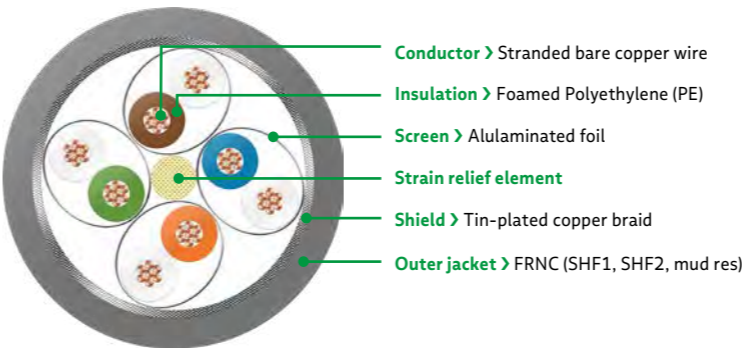 Conductor › Stranded bare copper wire
Insulation › Foamed Polyethylene (PE)
Screen › Alulaminated foil
Strain relief element
Shield › Tin-plated copper braid
Outer jacket › FRNC (SHF1, SHF2, mud res)